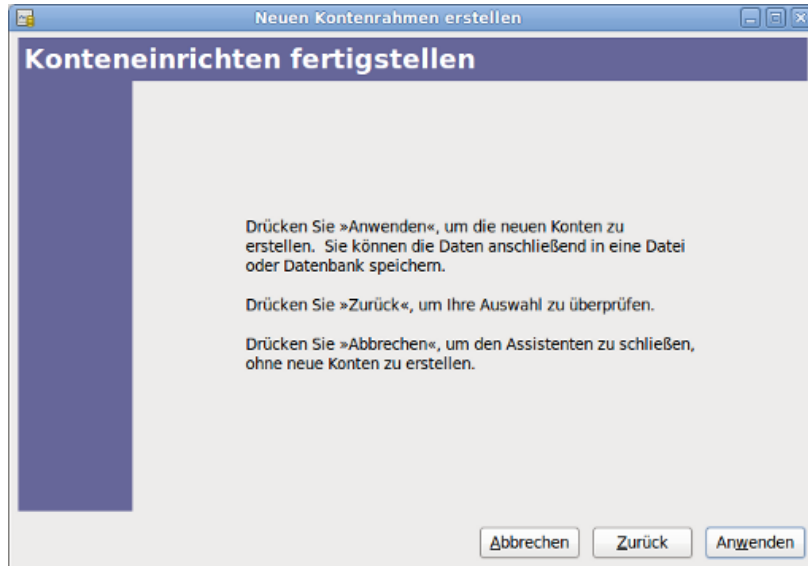 Neuen Kontenrahmen erstellen
Konteneinrichten fertigstellen
Drücken Sie »Anwenden«, um die neuen Konten zu
erstellen.  Sie können die Daten anschließend in eine Datei
oder Datenbank speichern.
Drücken Sie »Zurück«, um Ihre Auswahl zu überprüfen.
Drücken Sie »Abbrechen«, um den Assistenten zu schließen,
ohne neue Konten zu erstellen.
Abbrechen Zurück Anwenden